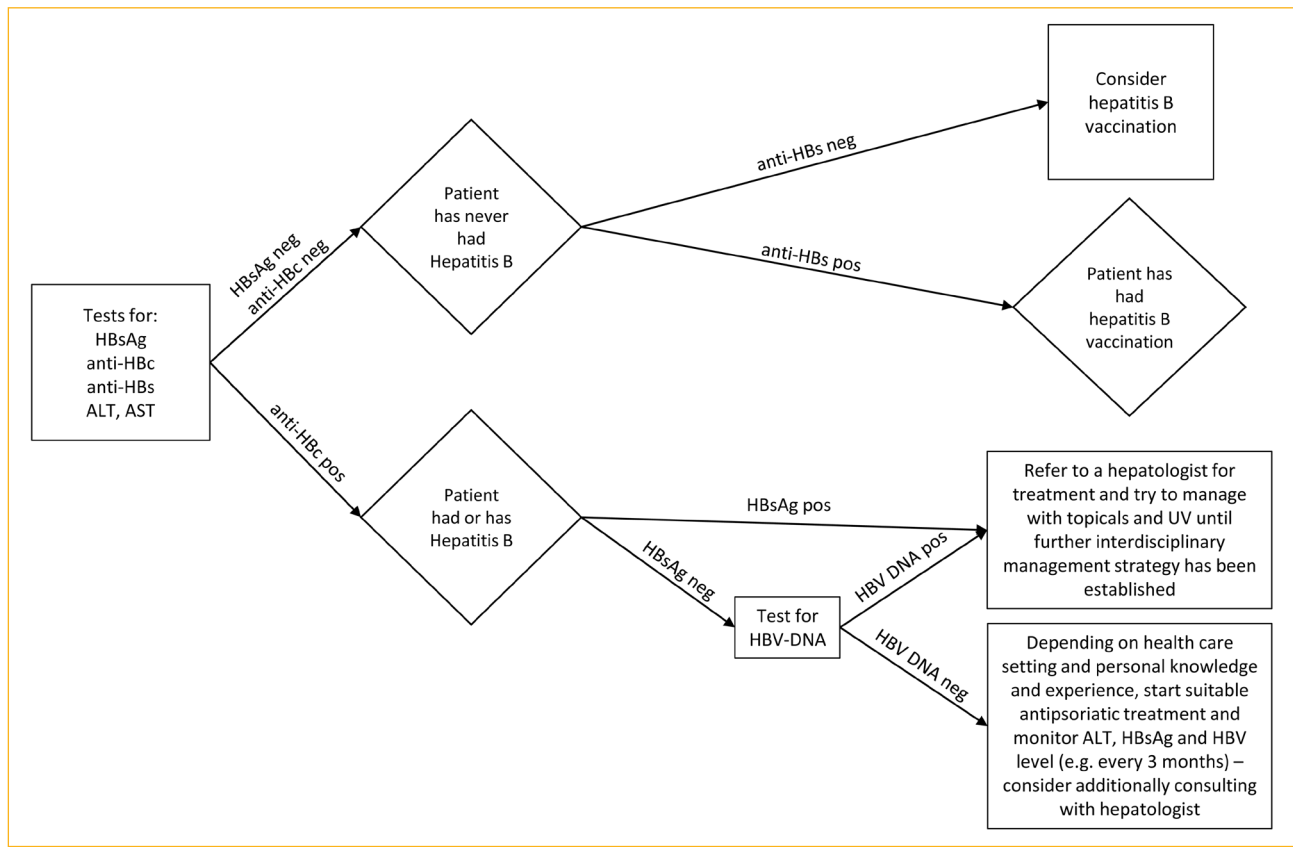 Tests for:
HBsAg
anti-HBc
anti-HBs
ALT, AST
HBsAg neg
anti-HBc neg
Patient
has never
had
Hepatitis B
anti-HBs neg
Consider
hepatitis B
vaccination
anti-HBs pos
Patient has
had
hepatitis B
vaccination
anti-HBc pos
Patient
had or has
Hepatitis B
HBsAg pos
HBsAg neg
Test for
HBV-DNA
HBV DNA pos
Refer to a hepatologist for
treatment and try to manage
with topicals and UV until
further interdisciplinary
management strategy has been
established
HBV DNA neg
Depending on health care
setting and personal knowledge
and experience, start suitable
antipsoriatic treatment and
monitor ALT, HBsAg and HBV
level (e.g. every 3 months) –
consider additionally consulting
with hepatologist